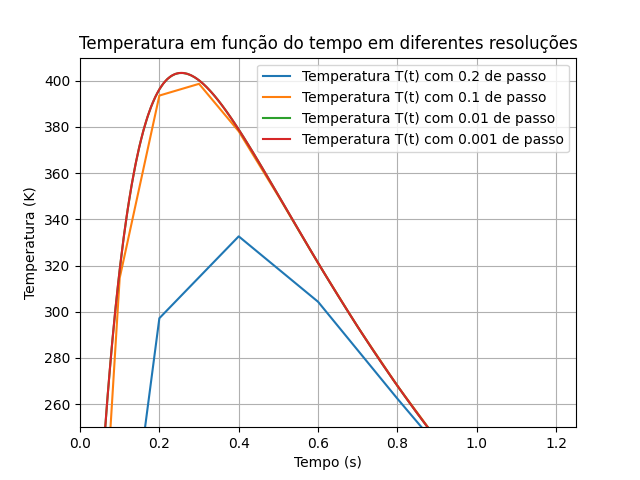 Temperatura em função do tempo em diferentes resoluções
Temperatura T(t) com 0.2 de passo
Temperatura T(t) com 0.1 de passo
Temperatura T(t) com 0.01 de passo
Temperatura T(t) com 0.001 de passo
Temperatura (K)
400
380
360
340
320
300
280
260
0.0 0.2 0.4 0.6 0.8 1.0 1.2
Tempo (s)